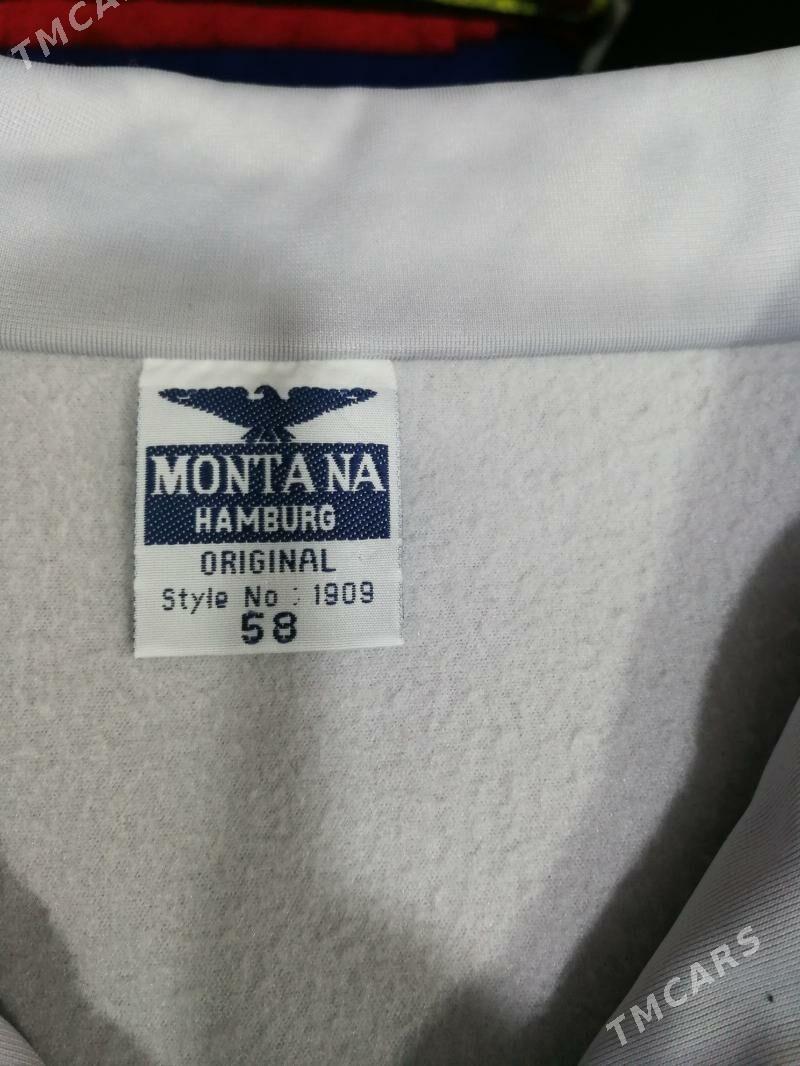 TMCARS
MONTANA
HAMBURG
ORIGINAL
Style No : 1909
58
TMCARS